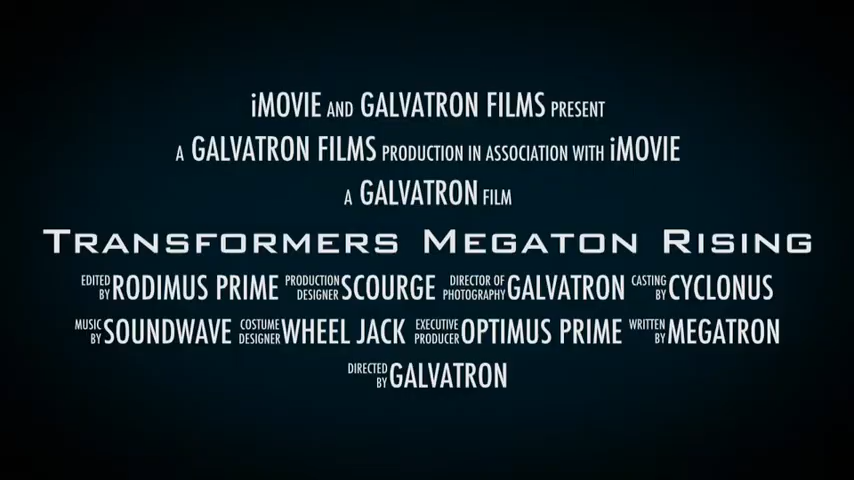 iMOVIE AND GALVATRON FILMS PRESENT
A GALVATRON FILMS PRODUCTION IN ASSOCIATION WITH iMOVIE
A GALVATRON FILM
TRANSFORMERS MEGATON RISING
EDITED BY RODIMUS PRIME PRODUCTION DESIGNER SCOURGE DIRECTOR OF PHOTOGRAPHY GALVATRON CASTING BY CYCLONUS
MUSIC BY SOUNDWAVE COSTUME DESIGNER WHEEL JACK EXECUTIVE PRODUCER OPTIMUS PRIME WRITTEN BY MEGATRON
DIRECTED BY GALVATRON